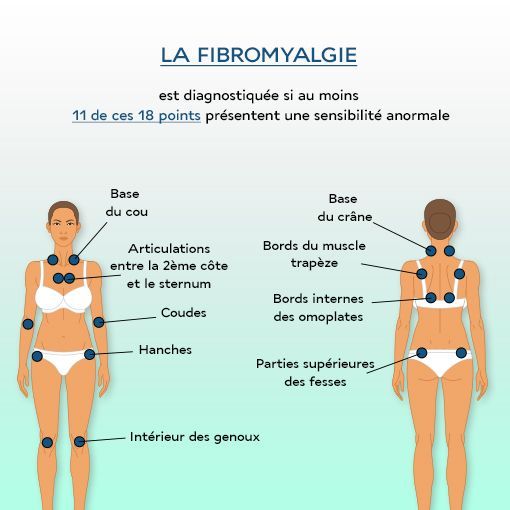 LA FIBROMYALGIE
est diagnostiquée si au moins
11 de ces 18 points présentent une sensibilité anormale
Base
du cou
Articulations
entre la 2ème côte
et le sternum
Coudes
Hanches
Intérieur des genoux
Base
du crâne
Bords du muscle
trapèze
Bords internes
des omoplates
Parties supérieures
des fesses